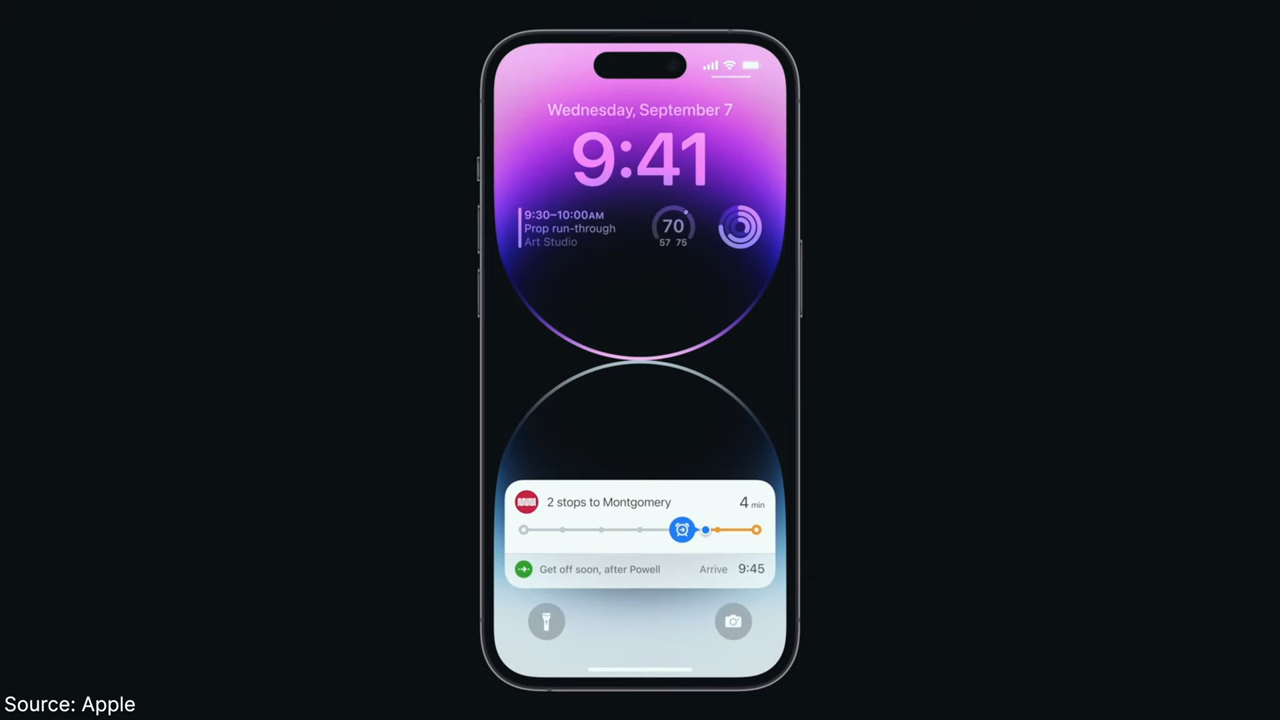 Wednesday, September 7
9:41
9:30–10:00AM
Prop run-through
Art Studio
70
57 75
2 stops to Montgomery
4 min
Get off soon, after Powell
Arrive 9:45
Source: Apple